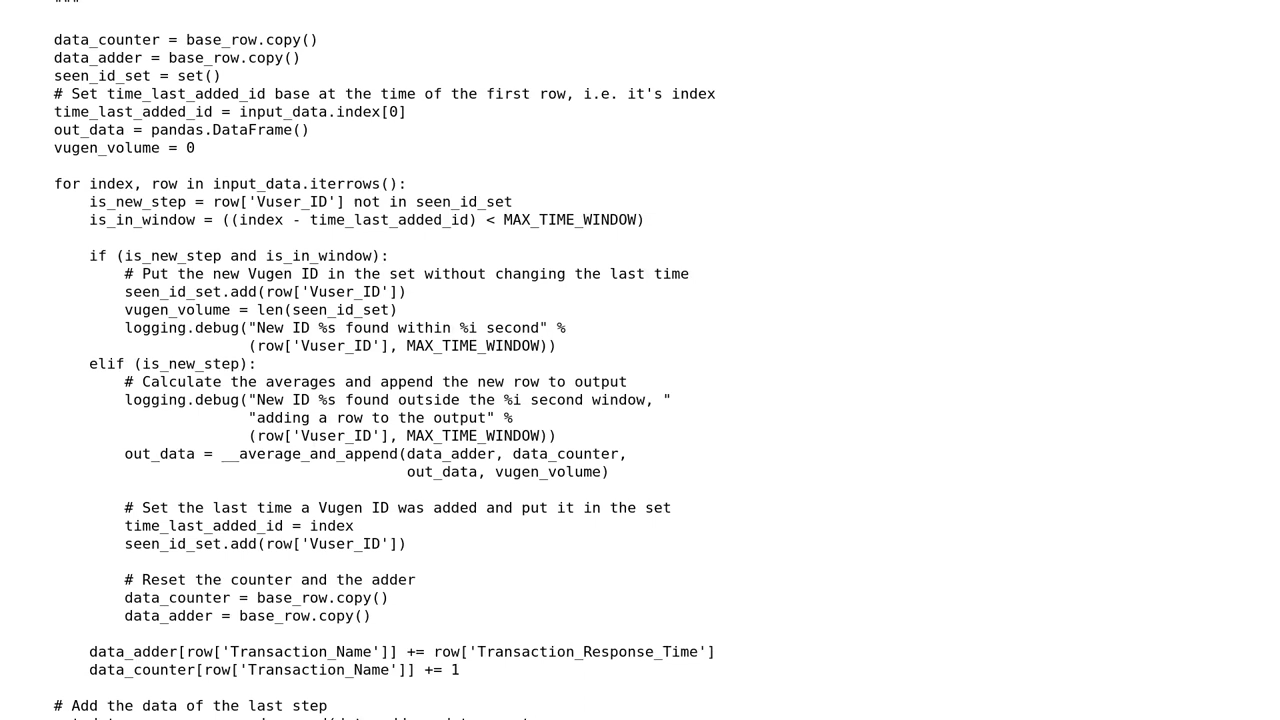 """
data_counter = base_row.copy()
data_adder = base_row.copy()
seen_id_set = set()
# Set time_last_added_id base at the time of the first row, i.e. it's index
time_last_added_id = input_data.index[0]
out_data = pandas.DataFrame()
vugen_volume = 0
for index, row in input_data.iterrows():
is_new_step = row['Vuser_ID'] not in seen_id_set
is_in_window = ((index - time_last_added_id) < MAX_TIME_WINDOW)
if (is_new_step and is_in_window):
# Put the new Vugen ID in the set without changing the last time
seen_id_set.add(row['Vuser_ID'])
vugen_volume = len(seen_id_set)
logging.debug("New ID %s found within %i second" %
(row['Vuser_ID'], MAX_TIME_WINDOW))
elif (is_new_step):
# Calculate the averages and append the new row to output
logging.debug("New ID %s found outside the %i second window, "
"adding a row to the output" %
(row['Vuser_ID'], MAX_TIME_WINDOW))
out_data = __average_and_append(data_adder, data_counter,
out_data, vugen_volume)
# Set the last time a Vugen ID was added and put it in the set
time_last_added_id = index
seen_id_set.add(row['Vuser_ID'])
# Reset the counter and the adder
data_counter = base_row.copy()
data_adder = base_row.copy()
data_adder[row['Transaction_Name']] += row['Transaction_Response_Time']
data_counter[row['Transaction_Name']] += 1
# Add the data of the last step